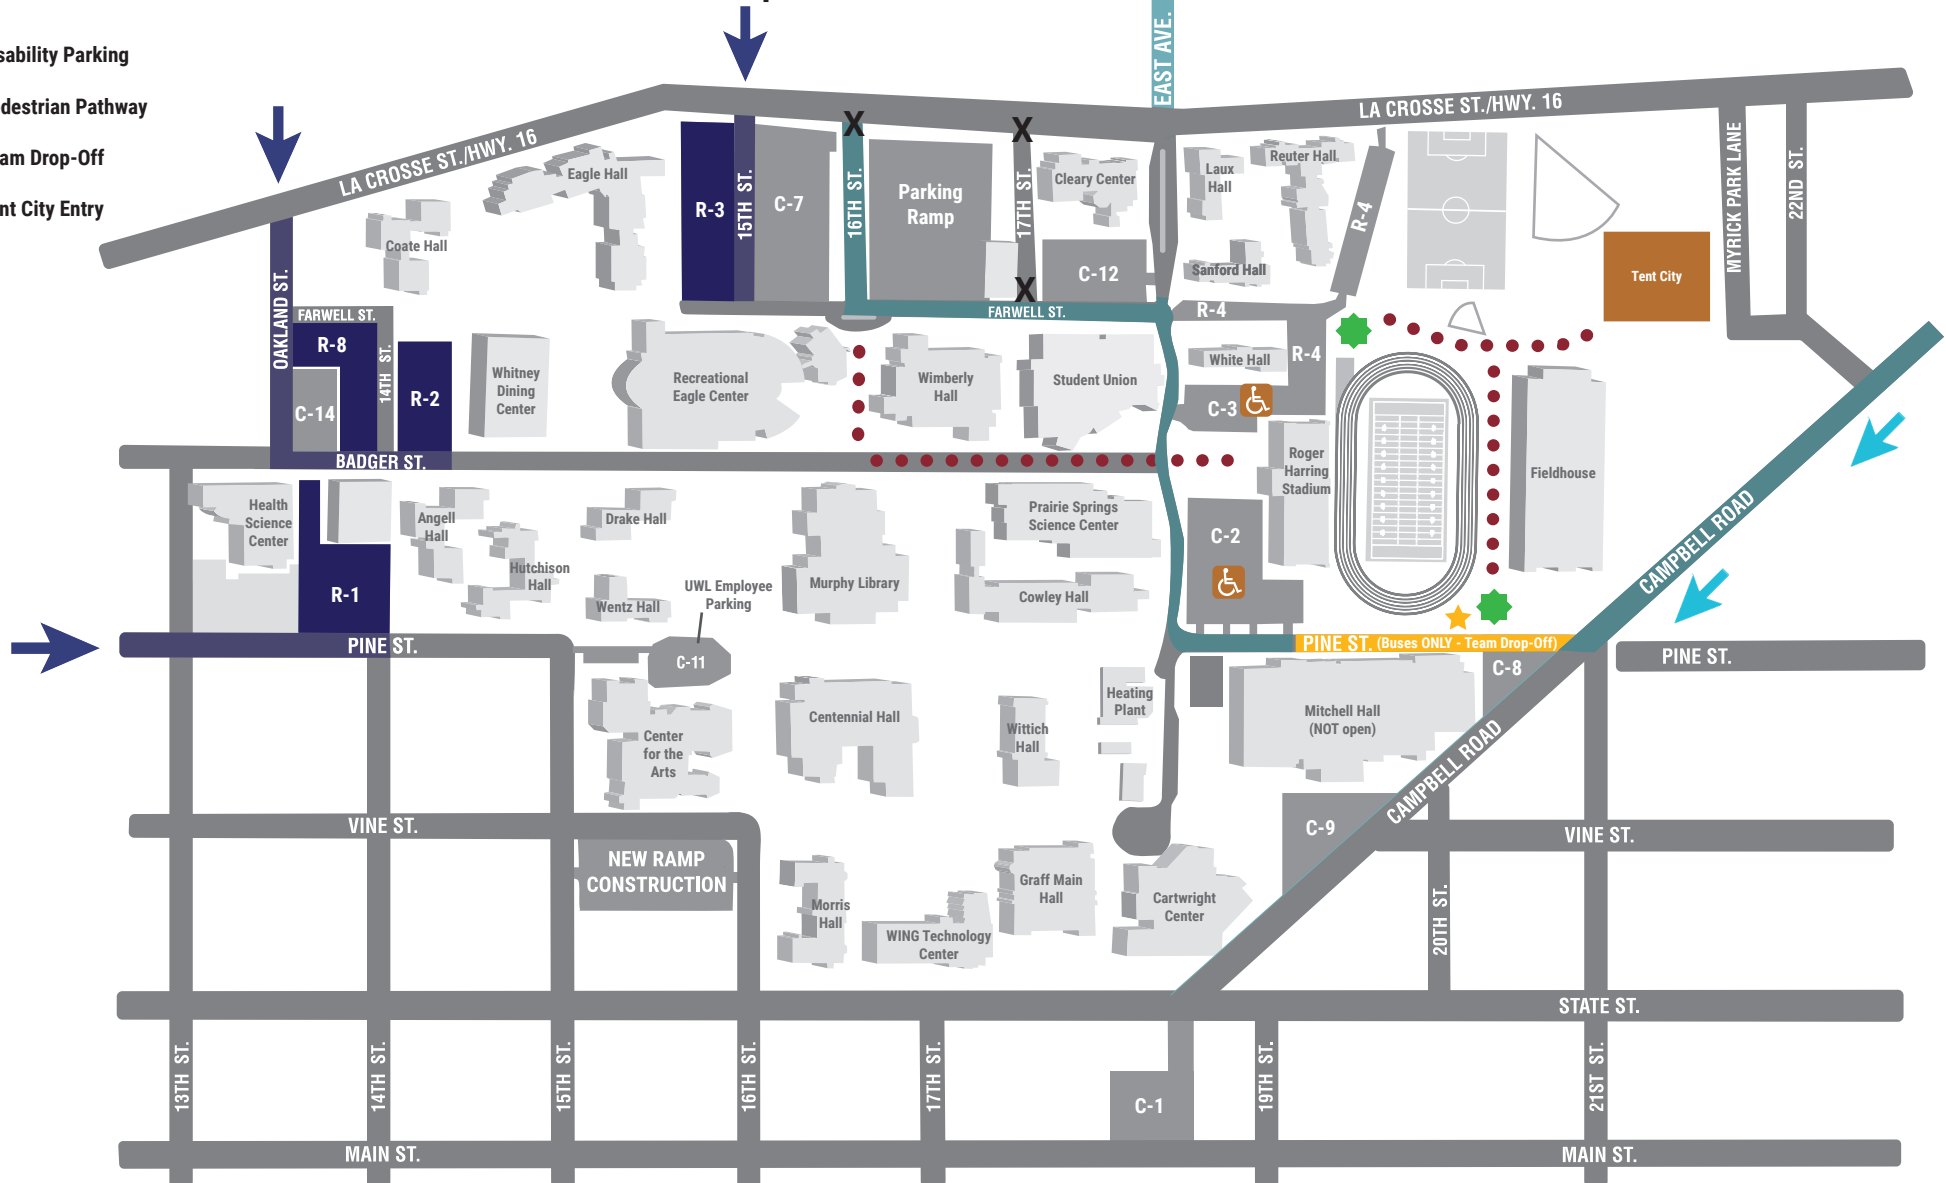 sability Parking
destrian Pathway
am Drop-Off
nt City Entry
EAST AVE.
LA CROSSE ST./HWY. 16
LA CROSSE ST./HWY. 16
X
X
X
Eagle Hall
Coate Hall
R-3
15TH ST.
C-7
16TH ST.
Parking
Ramp
17TH ST.
Cleary Center
C-12
Laux
Hall
Reuter Hall
Sanford Hall
R-4
MYRICK PARK LANE
22ND ST.
Tent City
OAKLAND ST.
FARWELL ST.
R-8
14TH ST.
C-14
R-2
Whitney
Dining
Center
Recreational
Eagle Center
FARWELL ST.
R-4
Wimberly
Hall
Student Union
White Hall
R-4
C-3
BADGER ST.
Roger
Harring
Stadium
Fieldhouse
Health
Science
Center
Angell
Hall
Drake Hall
Hutchison
Hall
Wentz Hall
R-1
UWL Employee
Parking
Murphy Library
Prairie Springs
Science Center
Cowley Hall
C-2
CAMPBELL ROAD
PINE ST.
C-11
PINE ST. (Buses ONLY - Team Drop-Off)
PINE ST.
C-8
Center
for the
Arts
Centennial Hall
Wittich
Hall
Heating
Plant
Mitchell Hall
(NOT open)
CAMPBELL ROAD
VINE ST.
C-9
VINE ST.
NEW RAMP
CONSTRUCTION
Morris
Hall
WING Technology
Center
Graff Main
Hall
Cartwright
Center
20TH ST.
STATE ST.
13TH ST.
14TH ST.
15TH ST.
16TH ST.
17TH ST.
C-1
19TH ST.
21ST ST.
MAIN ST.
MAIN ST.